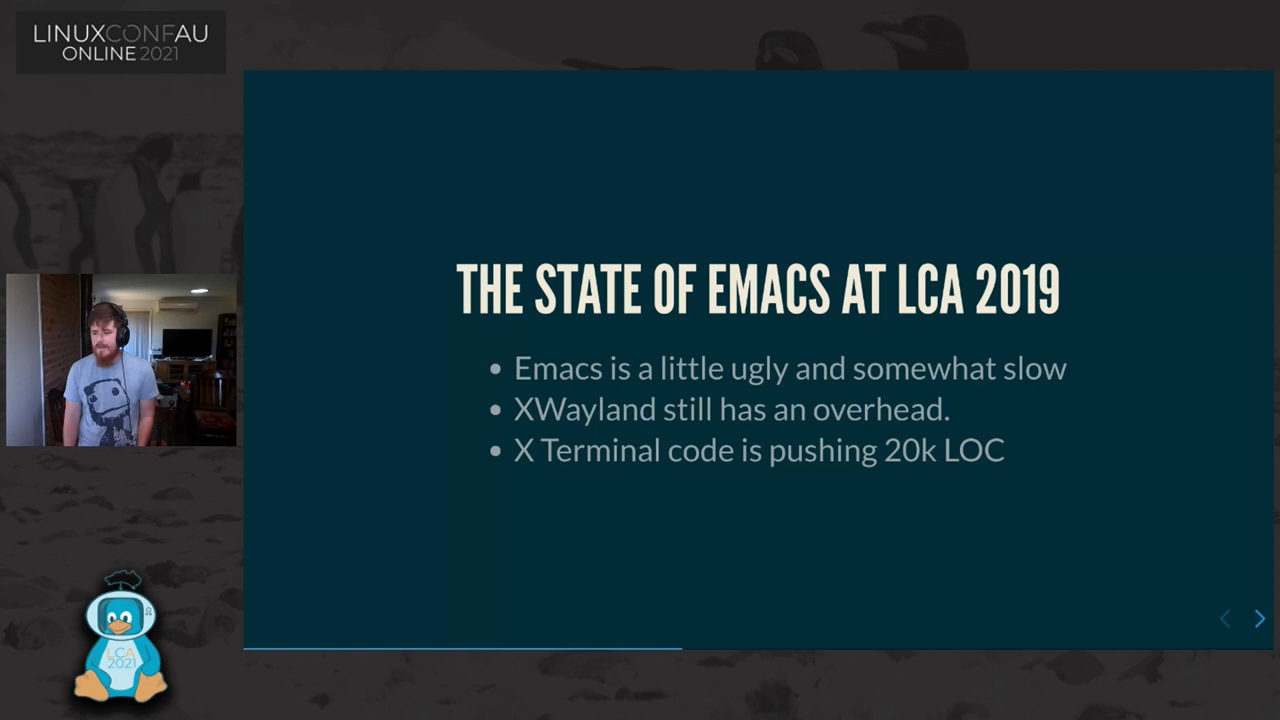 LINUXCONFAU
ONLINE 2021
THE STATE OF EMACS AT LCA 2019
Emacs is a little ugly and somewhat slow
XWayland still has an overhead.
X Terminal code is pushing 20k LOC
LCA
2021